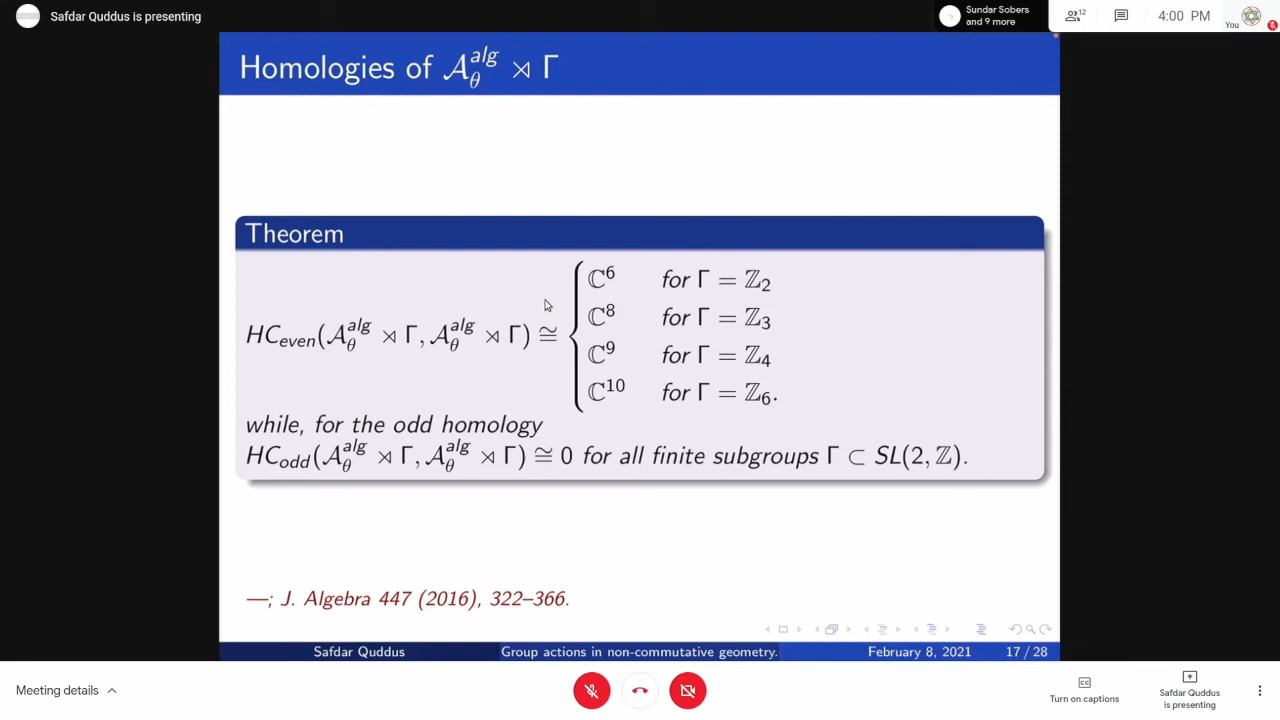 Safdar Quddus is presenting
Sundar Sobers
and 9 more
12
4:00 PM
You
Homologies of 𝒜_θ^{alg} ⋊ Γ
Theorem
HC_{even}(𝒜_θ^{alg} ⋊ Γ, 𝒜_θ^{alg} ⋊ Γ) ≅ {
ℂ^6 for Γ = ℤ_2
ℂ^8 for Γ = ℤ_3
ℂ^9 for Γ = ℤ_4
ℂ^{10} for Γ = ℤ_6.
while, for the odd homology
HC_{odd}(𝒜_θ^{alg} ⋊ Γ, 𝒜_θ^{alg} ⋊ Γ) ≅ 0 for all finite subgroups Γ ⊂ SL(2, ℤ).
—; J. Algebra 447 (2016), 322–366.
Safdar Quddus Group actions in non-commutative geometry. February 8, 2021 17 / 28
Meeting details
Turn on captions
Safdar Quddus
is presenting